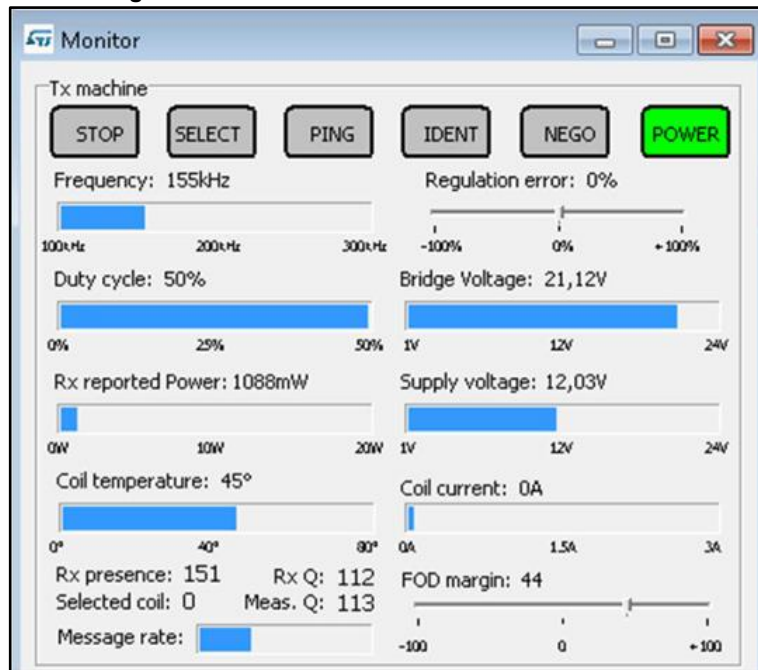 Monitor
Tx machine
STOP SELECT PING IDENT NEGO POWER
Frequency: 155kHz Regulation error: 0%
100kHz 200kHz 300kHz -100% 0% +100%
Duty cycle: 50% Bridge Voltage: 21,12V
0% 25% 50% 1V 12V 24V
Rx reported Power: 1088mW Supply voltage: 12,03V
0W 10W 20W 1V 12V 24V
Coil temperature: 45° Coil current: 0A
0° 40° 80° 0A 1.5A 3A
Rx presence: 151 Rx Q: 112 FOD margin: 44
Selected coil: 0 Meas. Q: 113
Message rate:
-100 0 +100